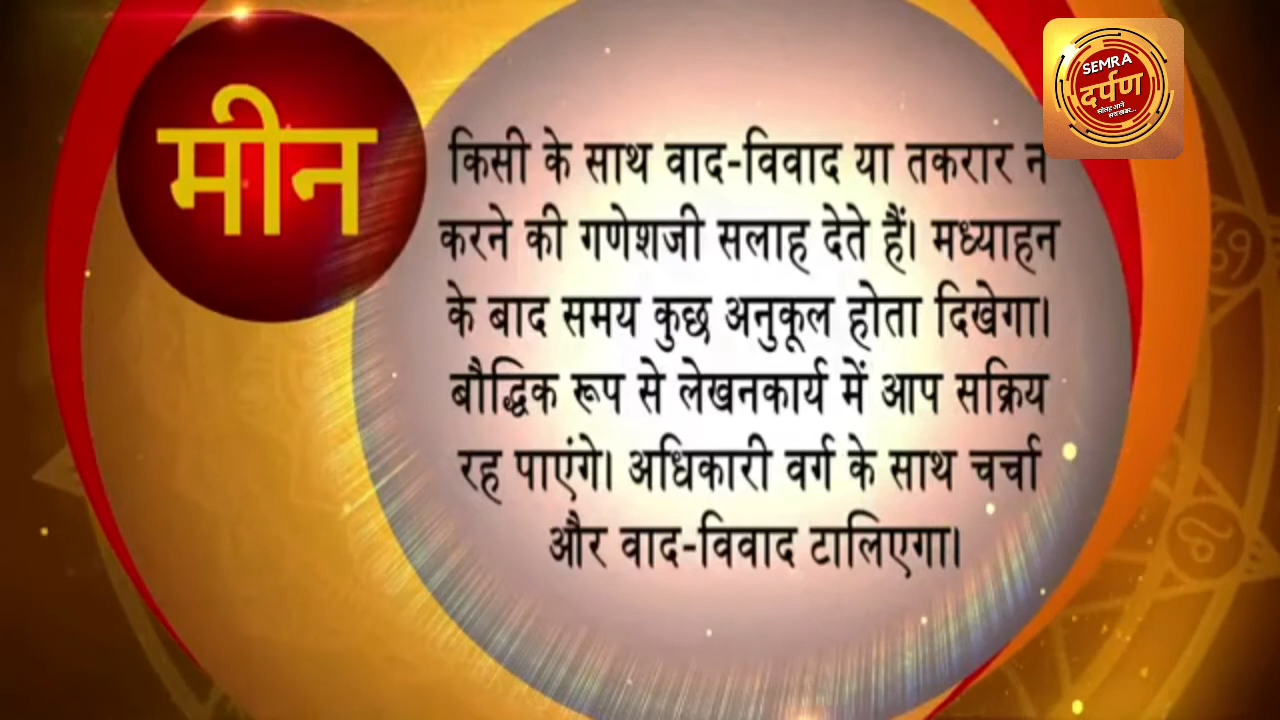 मीन
SEMRA
दर्पण
किसी के साथ वाद-विवाद या तकरार न
करने की गणेशजी सलाह देते हैं। मध्याहन
के बाद समय कुछ अनुकूल होता दिखेगा।
बौद्धिक रूप से लेखनकार्य में आप सक्रिय
रह पाएंगे। अधिकारी वर्ग के साथ चर्चा
और वाद-विवाद टालिएगा।